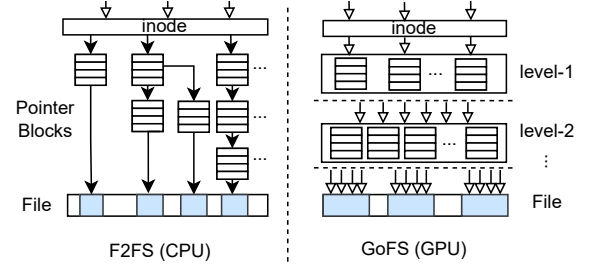 inode
...
Pointer
Blocks
...
...
File
F2FS (CPU)
inode
...
level-1
...
level-2
...
File
GoFS (GPU)